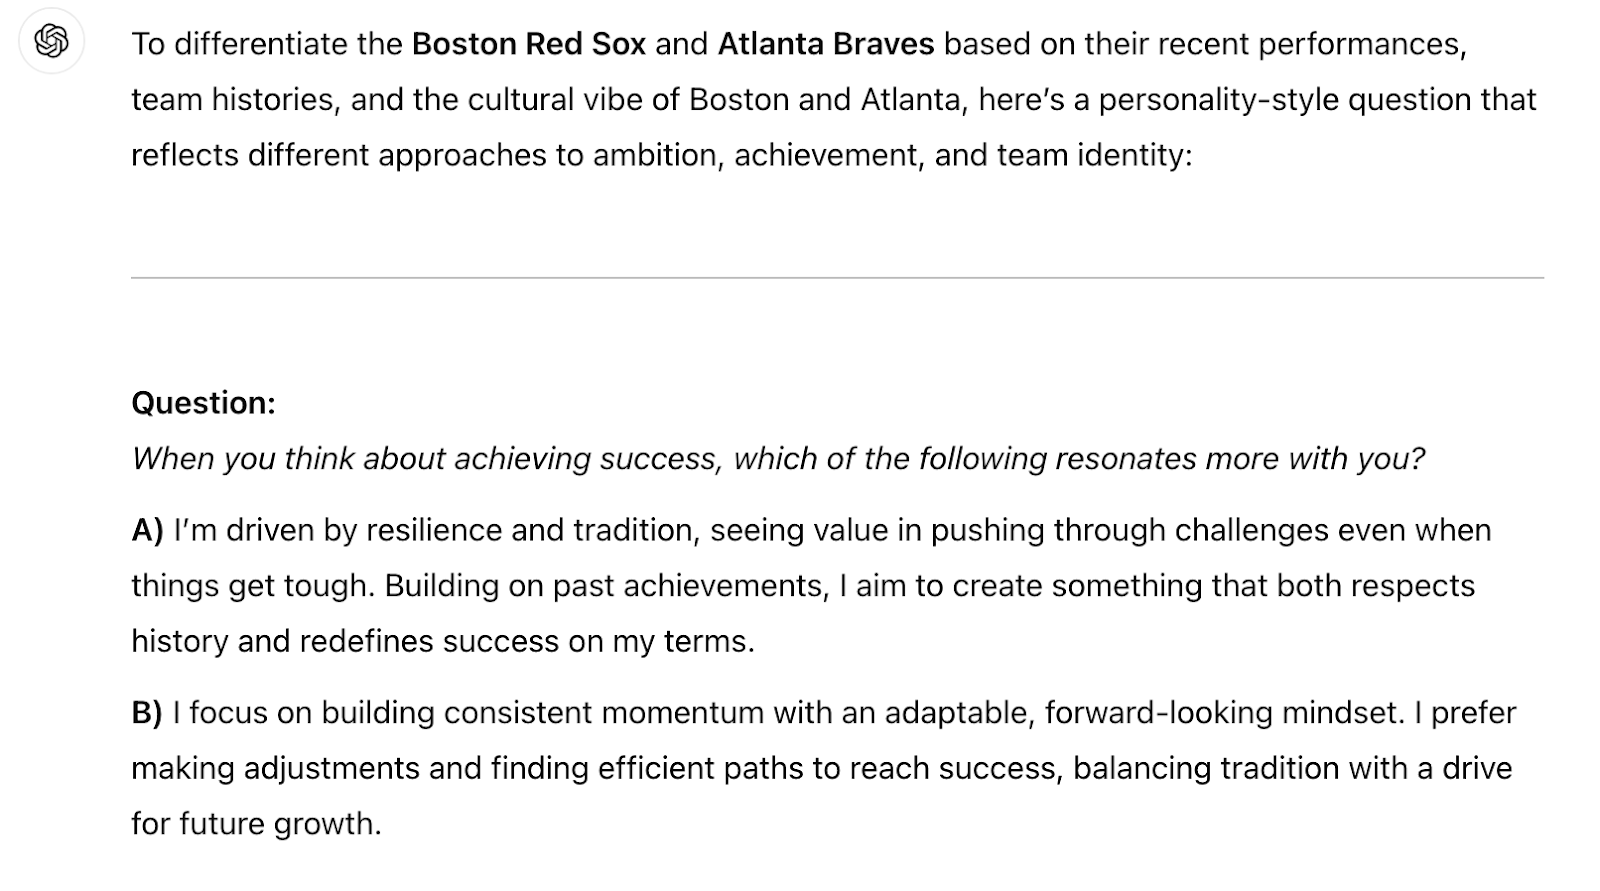 To differentiate the Boston Red Sox and Atlanta Braves based on their recent performances,
team histories, and the cultural vibe of Boston and Atlanta, here’s a personality-style question that
reflects different approaches to ambition, achievement, and team identity:
Question:
When you think about achieving success, which of the following resonates more with you?
A) I’m driven by resilience and tradition, seeing value in pushing through challenges even when
things get tough. Building on past achievements, I aim to create something that both respects
history and redefines success on my terms.
B) I focus on building consistent momentum with an adaptable, forward-looking mindset. I prefer
making adjustments and finding efficient paths to reach success, balancing tradition with a drive
for future growth.